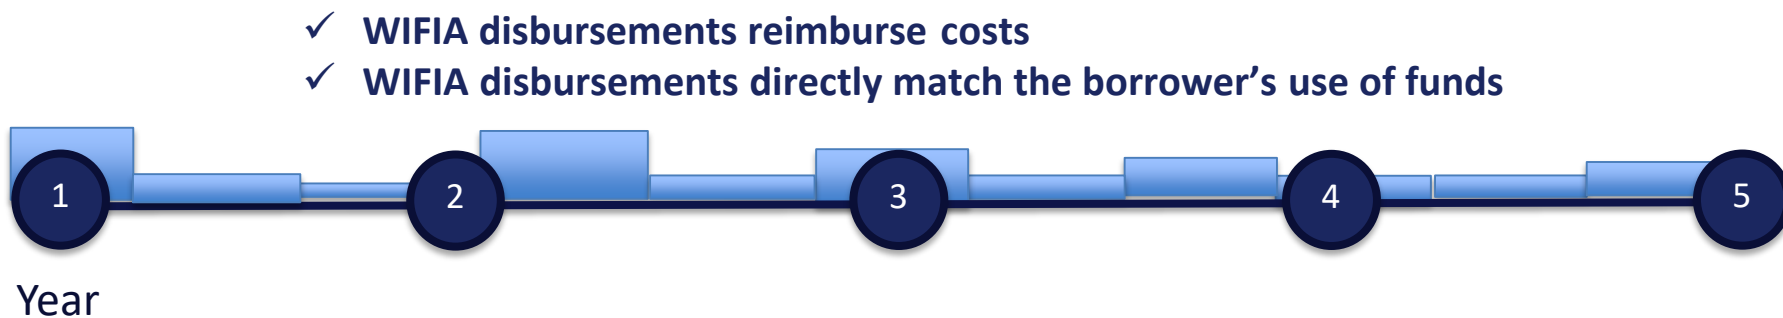 ✓ WIFIA disbursements reimburse costs
✓ WIFIA disbursements directly match the borrower’s use of funds
1 2 3 4 5
Year